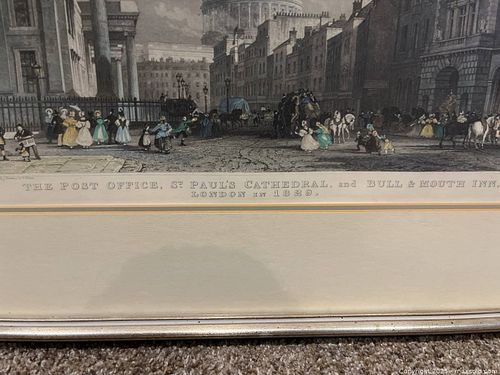 THE POST OFFICE, ST PAUL'S CATHEDRAL, and BULL & MOUTH INN,
LONDON IN 1829.